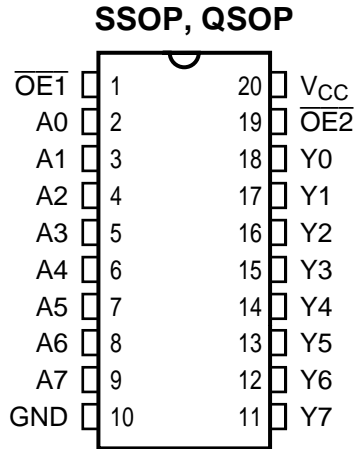 SSOP, QSOP
OE1 1 20 VCC
A0 2 19 OE2
A1 3 18 Y0
A2 4 17 Y1
A3 5 16 Y2
A4 6 15 Y3
A5 7 14 Y4
A6 8 13 Y5
A7 9 12 Y6
GND 10 11 Y7